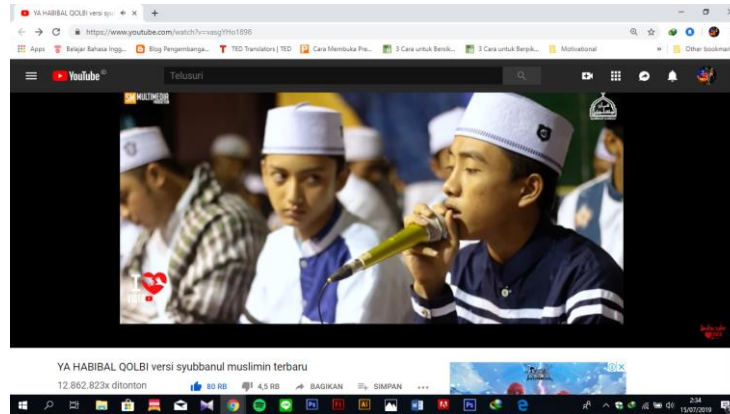 YA HABIBAL QOLBI versi syu
https://www.youtube.com/watch?v=vasgYHo1896
Apps
Belajar Bahasa Ingg...
Blog Pengembanga...
TED Translators | TED
Cara Membuka Pre...
3 Cara untuk Bersik...
3 Cara untuk Berpik...
Motivational
Other bookmar
YouTube ID
Telusuri
SM MULTIMEDIA
I
YA HABIBAL QOLBI versi syubbanul muslimin terbaru
12.862.823x ditonton
80 RB
4,5 RB
BAGIKAN
SIMPAN
2:34
15/07/2019